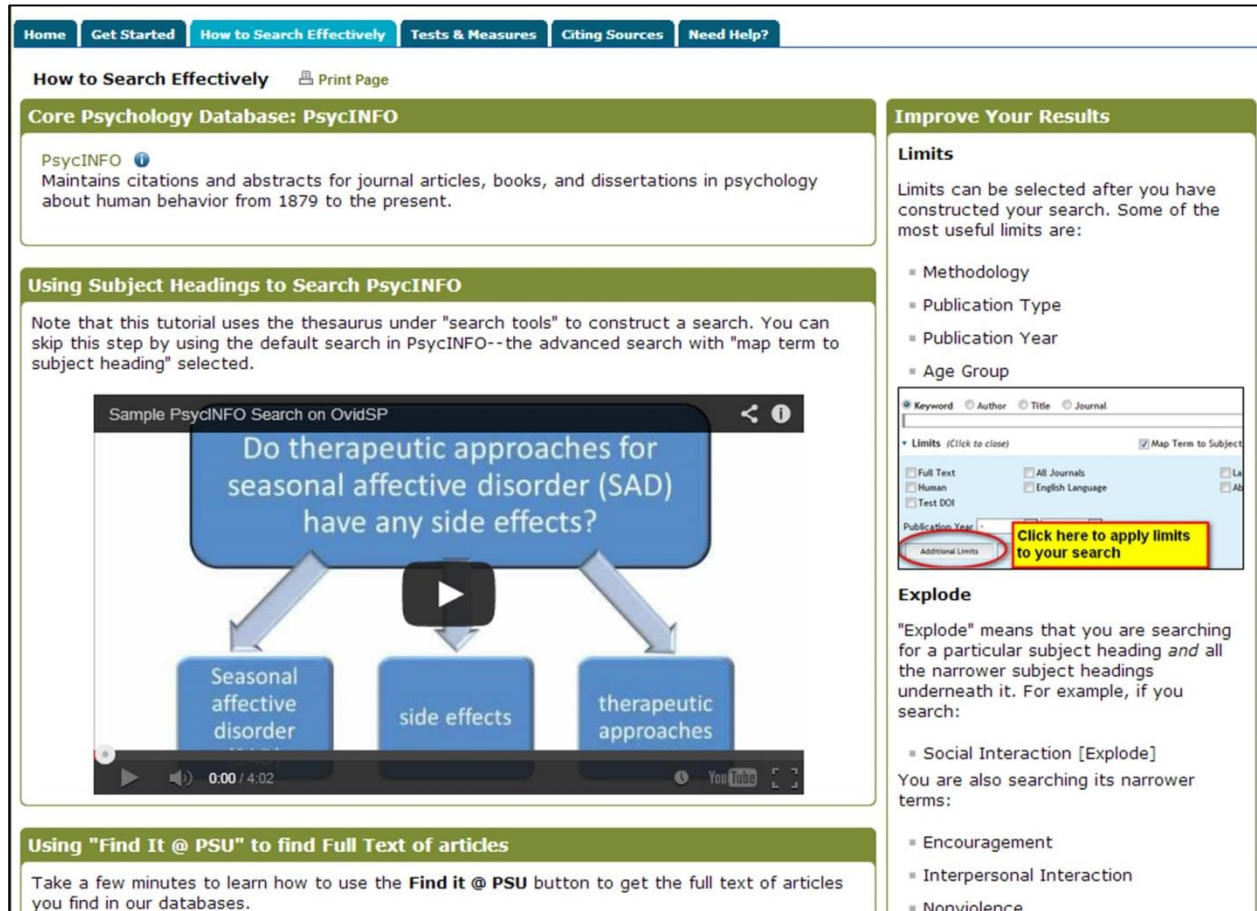 Home Get Started How to Search Effectively Tests & Measures Citing Sources Need Help?
How to Search Effectively Print Page
Core Psychology Database: PsycINFO
PsycINFO
Maintains citations and abstracts for journal articles, books, and dissertations in psychology
about human behavior from 1879 to the present.
Using Subject Headings to Search PsycINFO
Note that this tutorial uses the thesaurus under "search tools" to construct a search. You can
skip this step by using the default search in PsycINFO--the advanced search with "map term to
subject heading" selected.
Sample PsycINFO Search on OvidSP
Do therapeutic approaches for
seasonal affective disorder (SAD)
have any side effects?
Seasonal
affective
disorder
side effects
therapeutic
approaches
0:00 / 4:02
YouTube
Using "Find It @ PSU" to find Full Text of articles
Take a few minutes to learn how to use the Find it @ PSU button to get the full text of articles
you find in our databases.
Improve Your Results
Limits
Limits can be selected after you have
constructed your search. Some of the
most useful limits are:
Methodology
Publication Type
Publication Year
Age Group
Keyword Author Title Journal
Limits (Click to close) Map Term to Subject
Full Text All Journals La
Human English Language Ab
Test DOI
Publication Year -
Additional Limits
Click here to apply limits
to your search
Explode
"Explode" means that you are searching
for a particular subject heading and all
the narrower subject headings
underneath it. For example, if you
search:
Social Interaction [Explode]
You are also searching its narrower
terms:
Encouragement
Interpersonal Interaction
Nonviolence